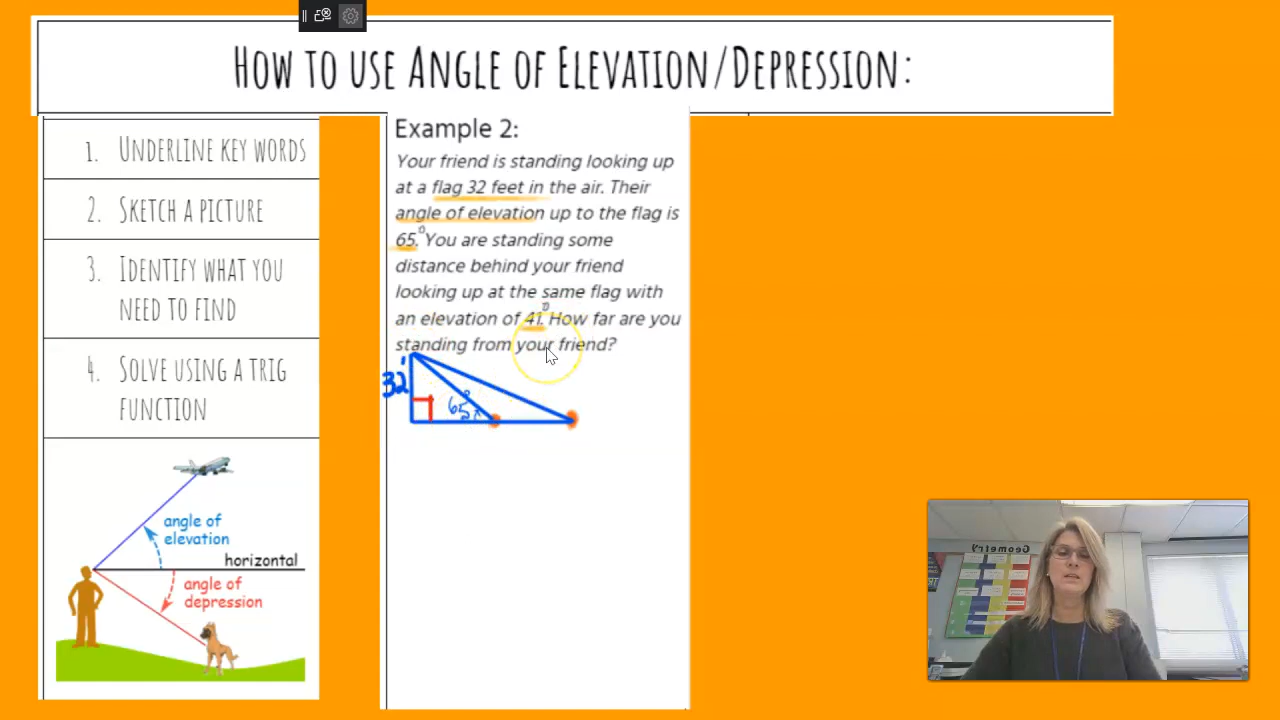 HOW TO USE ANGLE OF ELEVATION/DEPRESSION:
1. UNDERLINE KEY WORDS
2. SKETCH A PICTURE
3. IDENTIFY WHAT YOU
NEED TO FIND
4. SOLVE USING A TRIG
FUNCTION
angle of
elevation
horizontal
angle of
depression
Example 2:
Your friend is standing looking up
at a flag 32 feet in the air. Their
angle of elevation up to the flag is
65.° You are standing some
distance behind your friend
looking up at the same flag with
an elevation of 41.° How far are you
standing from your friend?
32'
65°
Geometry